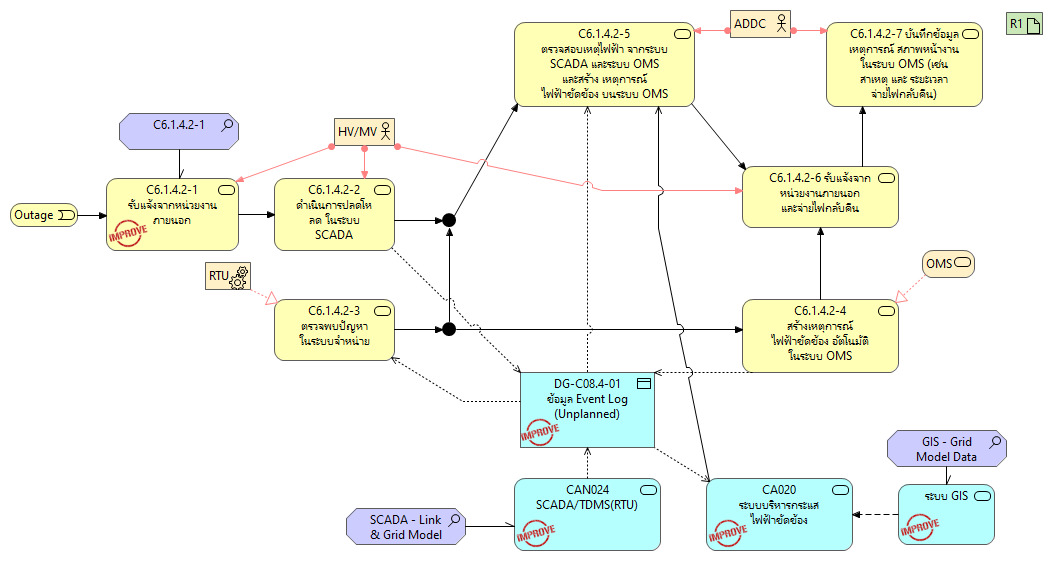 ADDC
R1
C6.1.4.2-5
ตรวจสอบเหตุไฟฟ้า จากระบบ
SCADA และระบบ OMS
และสร้าง เหตุการณ์
ไฟฟ้าขัดข้อง บนระบบ OMS
C6.1.4.2-7 บันทึกข้อมูล
เหตุการณ์ สภาพหน้างาน
ในระบบ OMS (เช่น
สาเหตุ และ ระยะเวลา
จ่ายไฟกลับคืน)
C6.1.4.2-1
HV/MV
C6.1.4.2-1
รับแจ้งจากหน่วยงาน
ภายนอก
IMPROVE
C6.1.4.2-2
ดำเนินการปลดโห
ลด ในระบบ
SCADA
C6.1.4.2-6 รับแจ้งจาก
หน่วยงานภายนอก
และจ่ายไฟกลับคืน
Outage
RTU
OMS
C6.1.4.2-3
ตรวจพบปัญหา
ในระบบจำหน่าย
C6.1.4.2-4
สร้างเหตุการณ์
ไฟฟ้าขัดข้อง อัตโนมัติ
ในระบบ OMS
DG-C08.4-01
ข้อมูล Event Log
(Unplanned)
IMPROVE
GIS - Grid
Model Data
CAN024
SCADA/TDMS(RTU)
IMPROVE
CA020
ระบบบริหารกระแส
ไฟฟ้าขัดข้อง
IMPROVE
ระบบ GIS
IMPROVE
SCADA - Link
& Grid Model